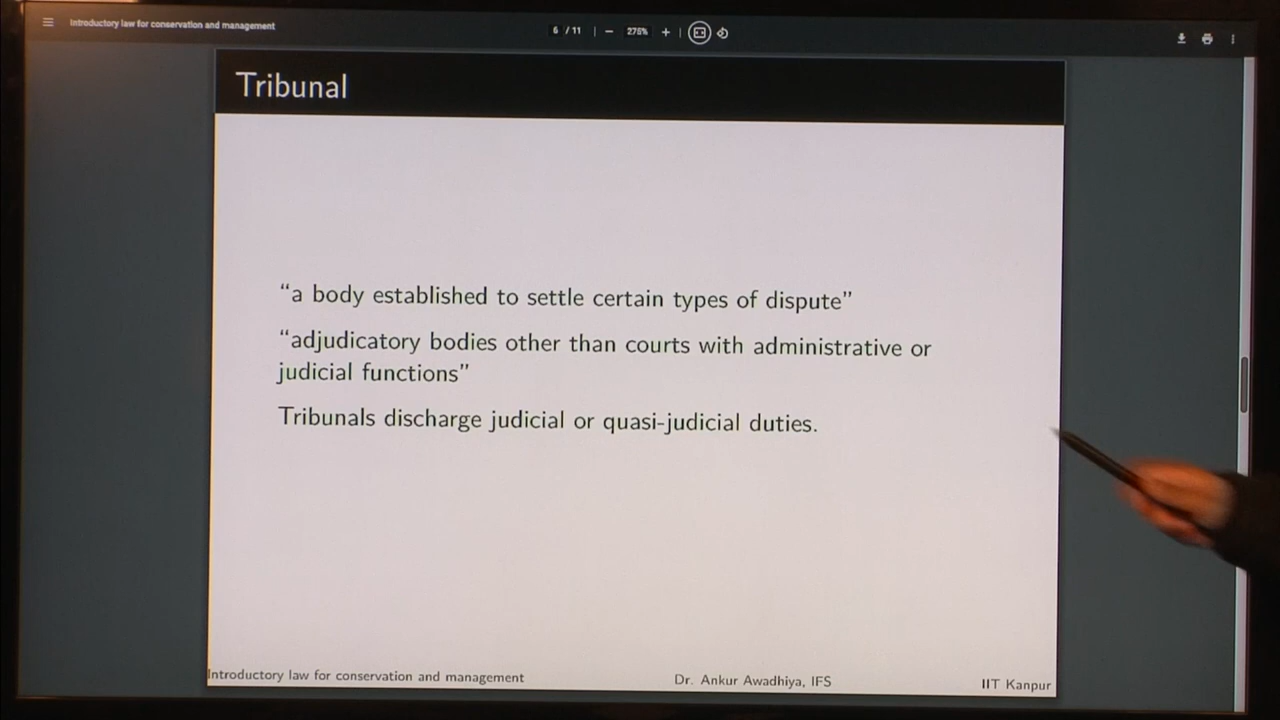 Introductory law for conservation and management
6 / 11 | − 276% + |
Tribunal
“a body established to settle certain types of dispute”
“adjudicatory bodies other than courts with administrative or
judicial functions”
Tribunals discharge judicial or quasi-judicial duties.
Introductory law for conservation and management Dr. Ankur Awadhiya, IFS IIT Kanpur